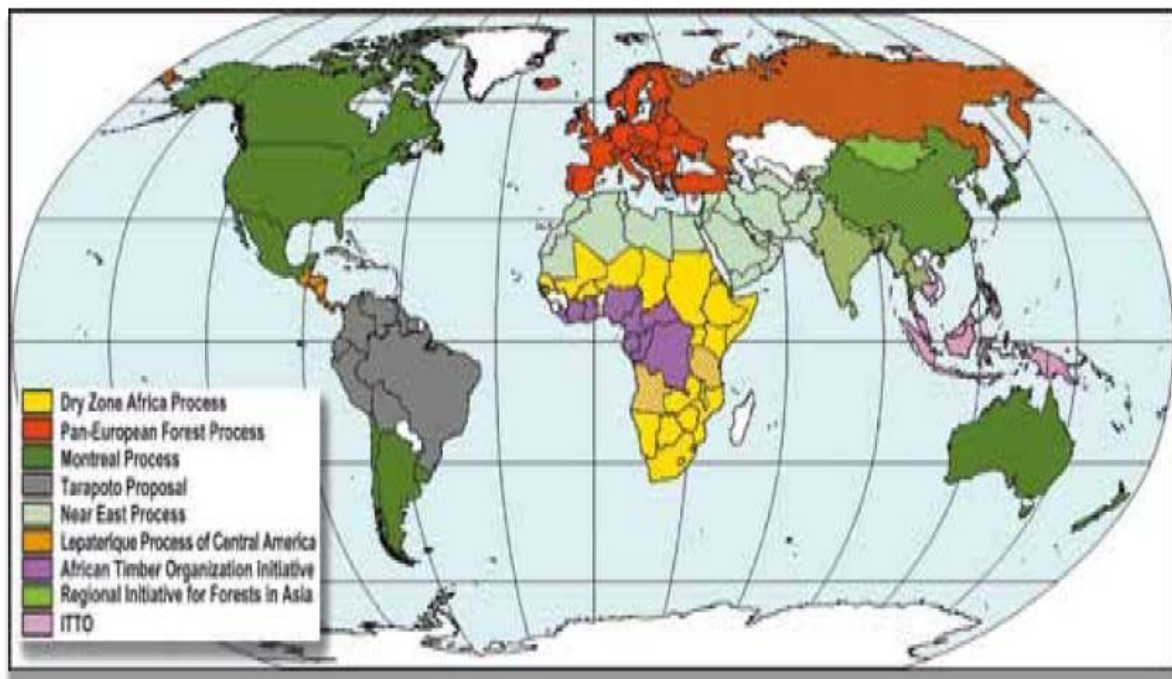 Dry Zone Africa Process
Pan-European Forest Process
Montreal Process
Tarapoto Proposal
Near East Process
Lepaterique Process of Central America
African Timber Organization Initiative
Regional Initiative for Forests in Asia
ITTO